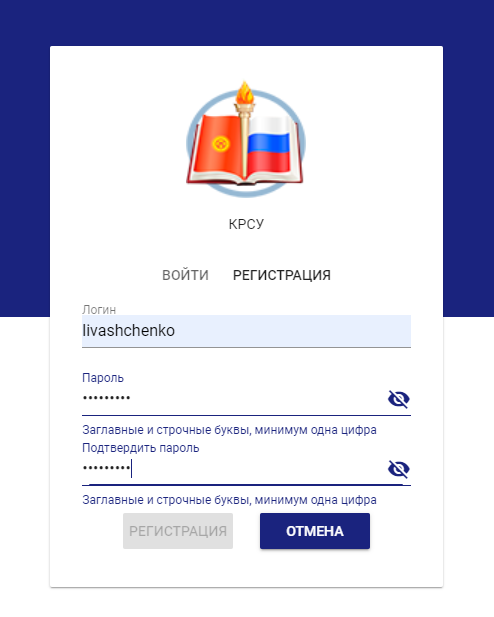 КРСУ
ВОЙТИ РЕГИСТРАЦИЯ
Логин
livashchenko
Пароль
•••••••••
Заглавные и строчные буквы, минимум одна цифра
Подтвердить пароль
•••••••••
Заглавные и строчные буквы, минимум одна цифра
РЕГИСТРАЦИЯ ОТМЕНА